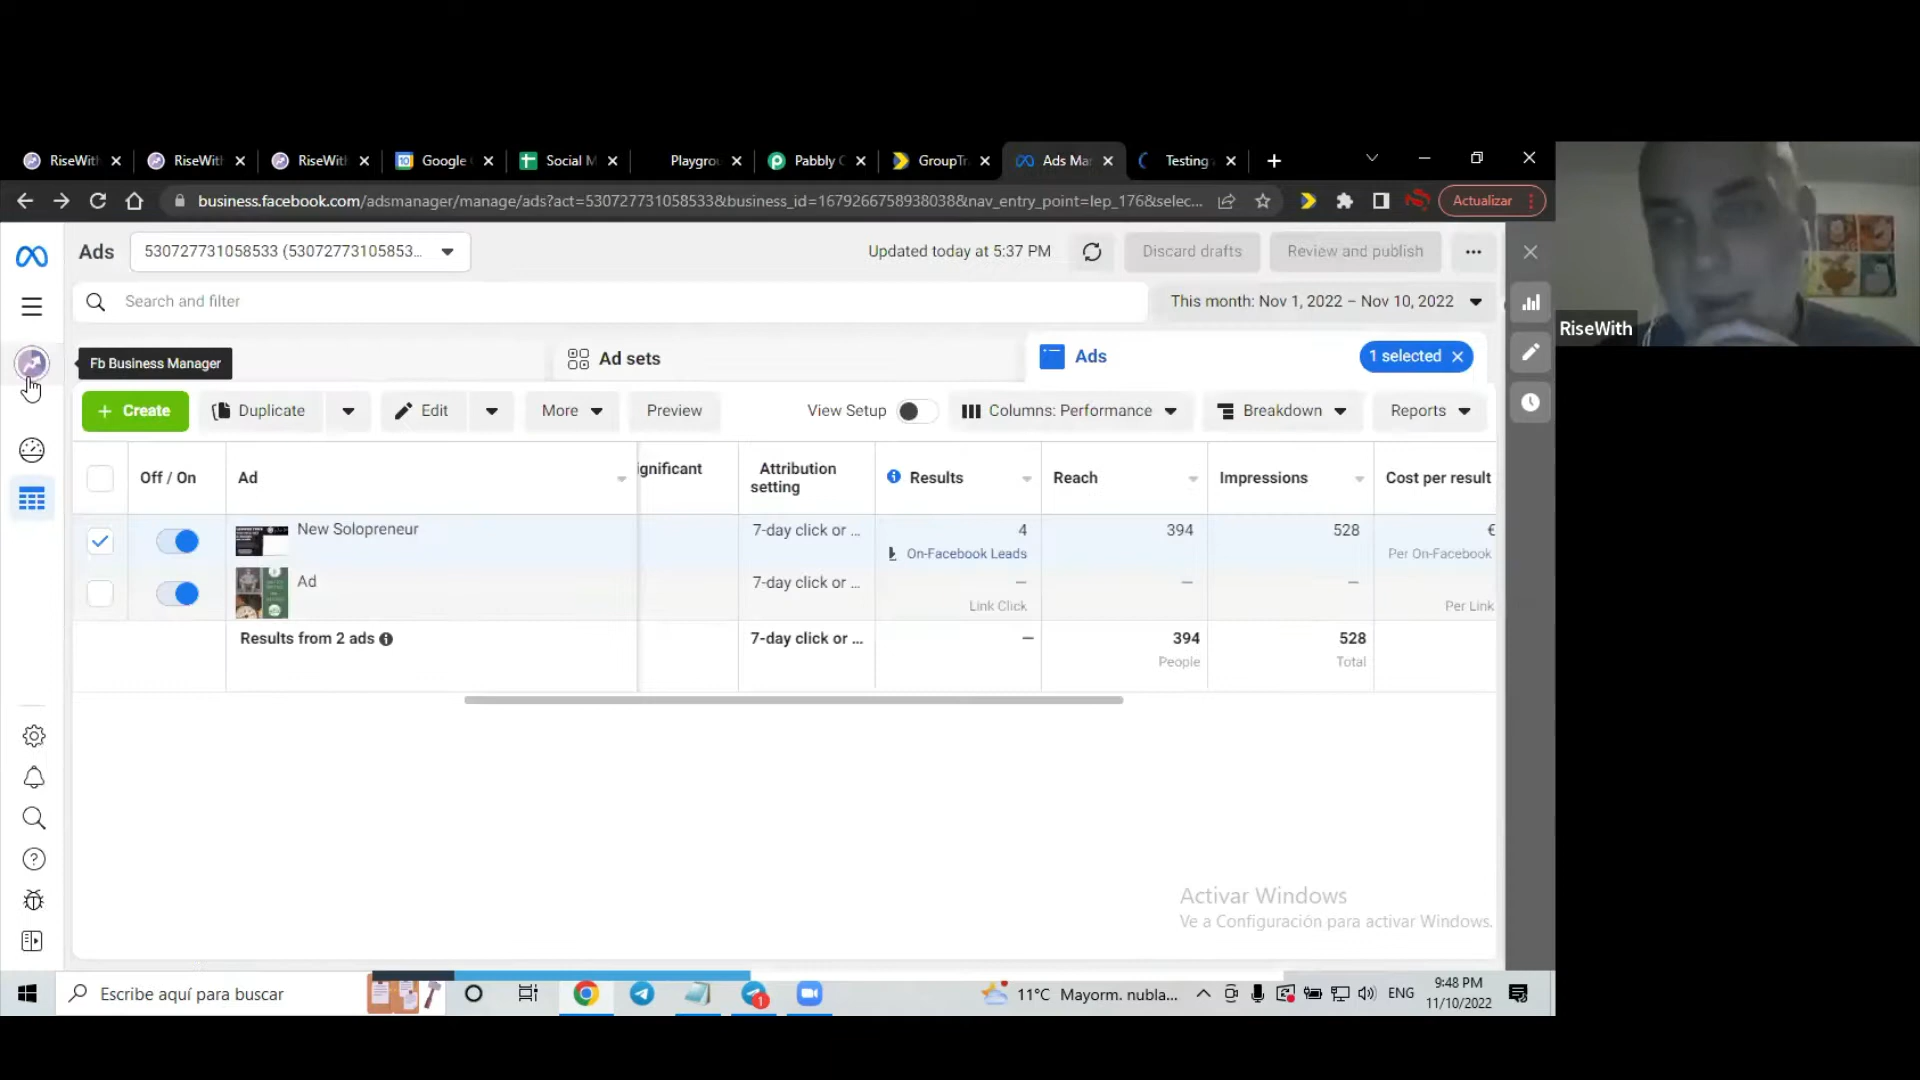 RiseWitl
RiseWitl
RiseWitl
Google
Social M
Playgrou
Pabbly C
GroupTr
Ads Ma
Testing
business.facebook.com/adsmanager/manage/ads?act=530727731058533&business_id=1679266758938038&nav_entry_point=lep_176&selec...
Actualizar
Ads
530727731058533 (53072773105853...
Updated today at 5:37 PM
Discard drafts
Review and publish
Search and filter
This month: Nov 1, 2022 – Nov 10, 2022
RiseWith
Fb Business Manager
Ad sets
Ads
1 selected
+ Create
Duplicate
Edit
More
Preview
View Setup
Columns: Performance
Breakdown
Reports
Off / On
Ad
ignificant
Attribution
setting
Results
Reach
Impressions
Cost per result
New Solopreneur
7-day click or ...
4
394
528
€
On-Facebook Leads
Per On-Facebook
Ad
7-day click or ...
—
—
—
Link Click
Per Link
Results from 2 ads
7-day click or ...
—
394
528
People
Total
Activar Windows
Ve a Configuración para activar Windows.
Escribe aquí para buscar
1
11°C Mayorm. nubla...
ENG
9:48 PM
11/10/2022